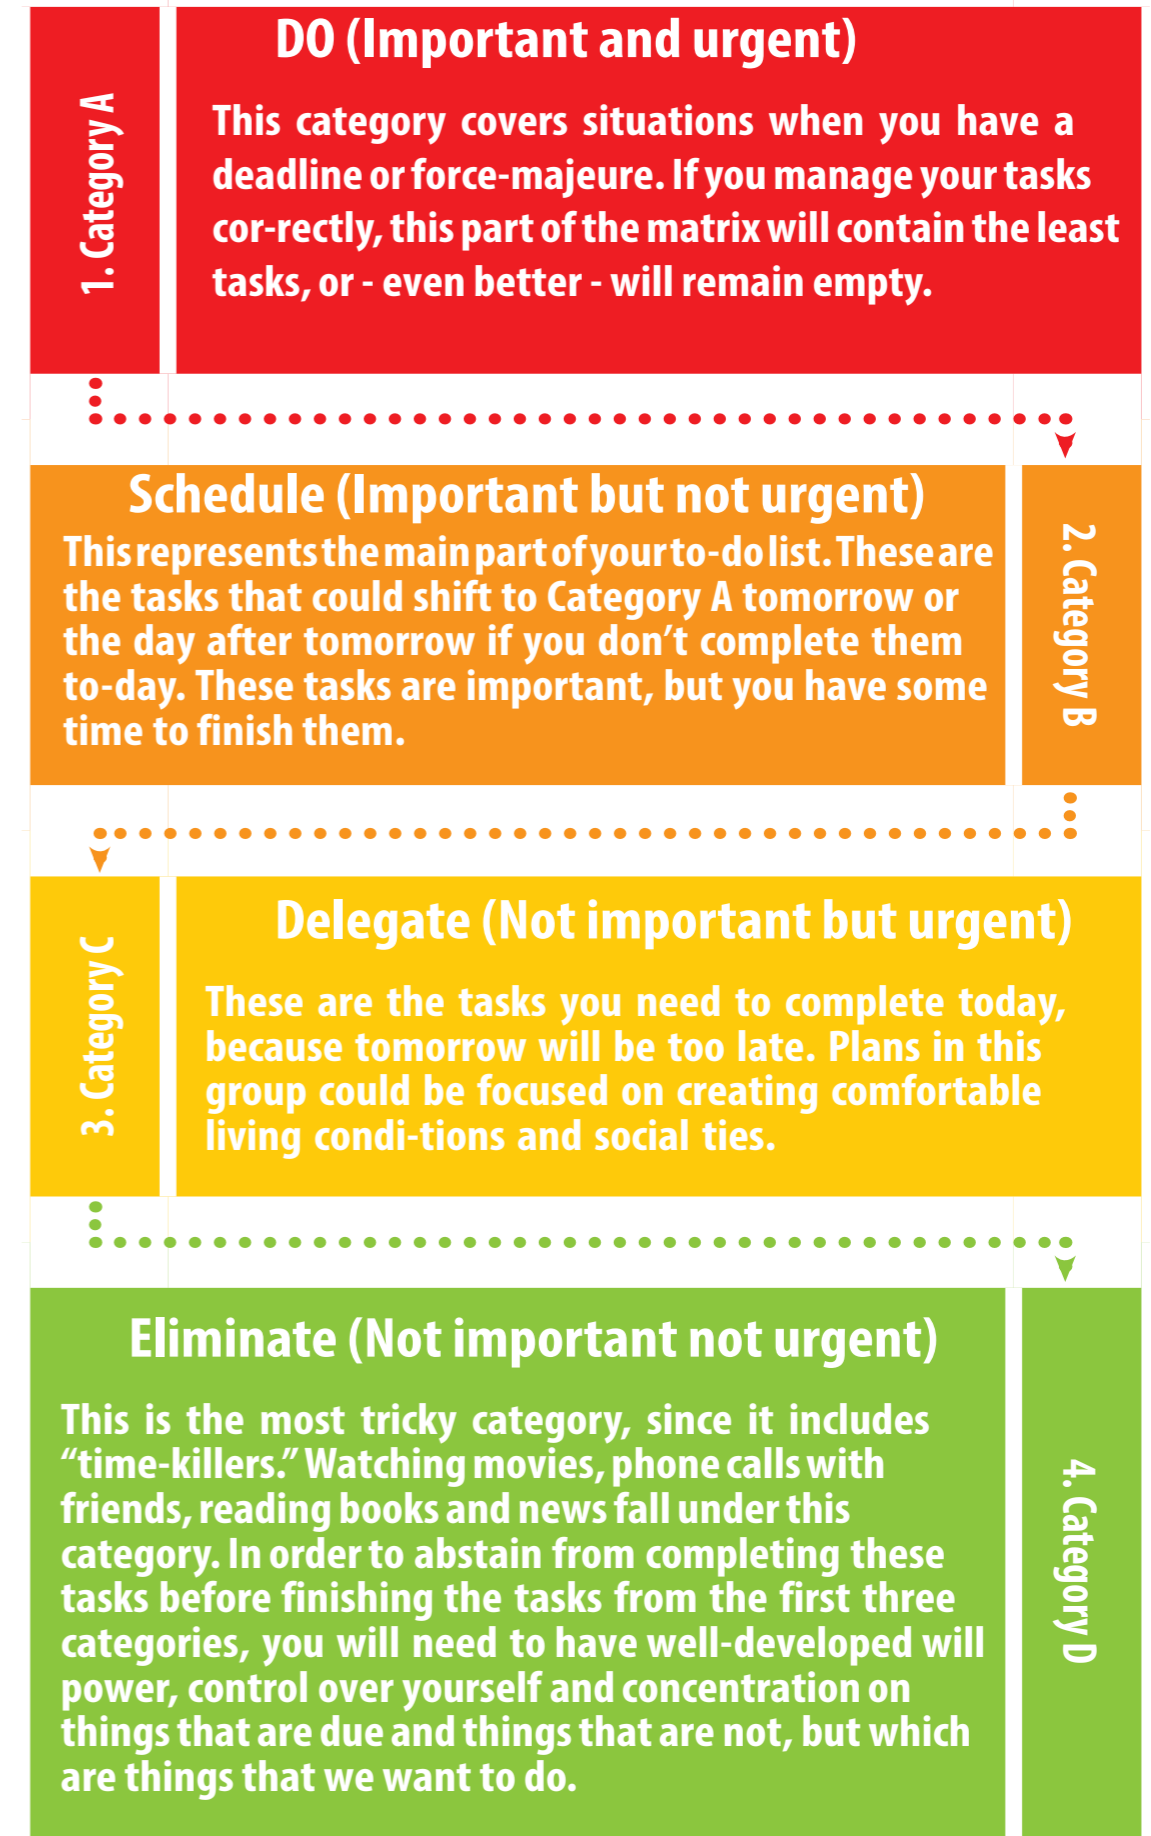 1. Category A
DO (Important and urgent)
This category covers situations when you have a
deadline or force-majeure. If you manage your tasks
cor-rectly, this part of the matrix will contain the least
tasks, or - even better - will remain empty.
Schedule (Important but not urgent)
This represents the main part of your to-do list. These are
the tasks that could shift to Category A tomorrow or
the day after tomorrow if you don’t complete them
to-day. These tasks are important, but you have some
time to finish them.
2. Category B
3. Category C
Delegate (Not important but urgent)
These are the tasks you need to complete today,
because tomorrow will be too late. Plans in this
group could be focused on creating comfortable
living condi-tions and social ties.
Eliminate (Not important not urgent)
This is the most tricky category, since it includes
“time-killers.” Watching movies, phone calls with
friends, reading books and news fall under this
category. In order to abstain from completing these
tasks before finishing the tasks from the first three
categories, you will need to have well-developed will
power, control over yourself and concentration on
things that are due and things that are not, but which
are things that we want to do.
4. Category D